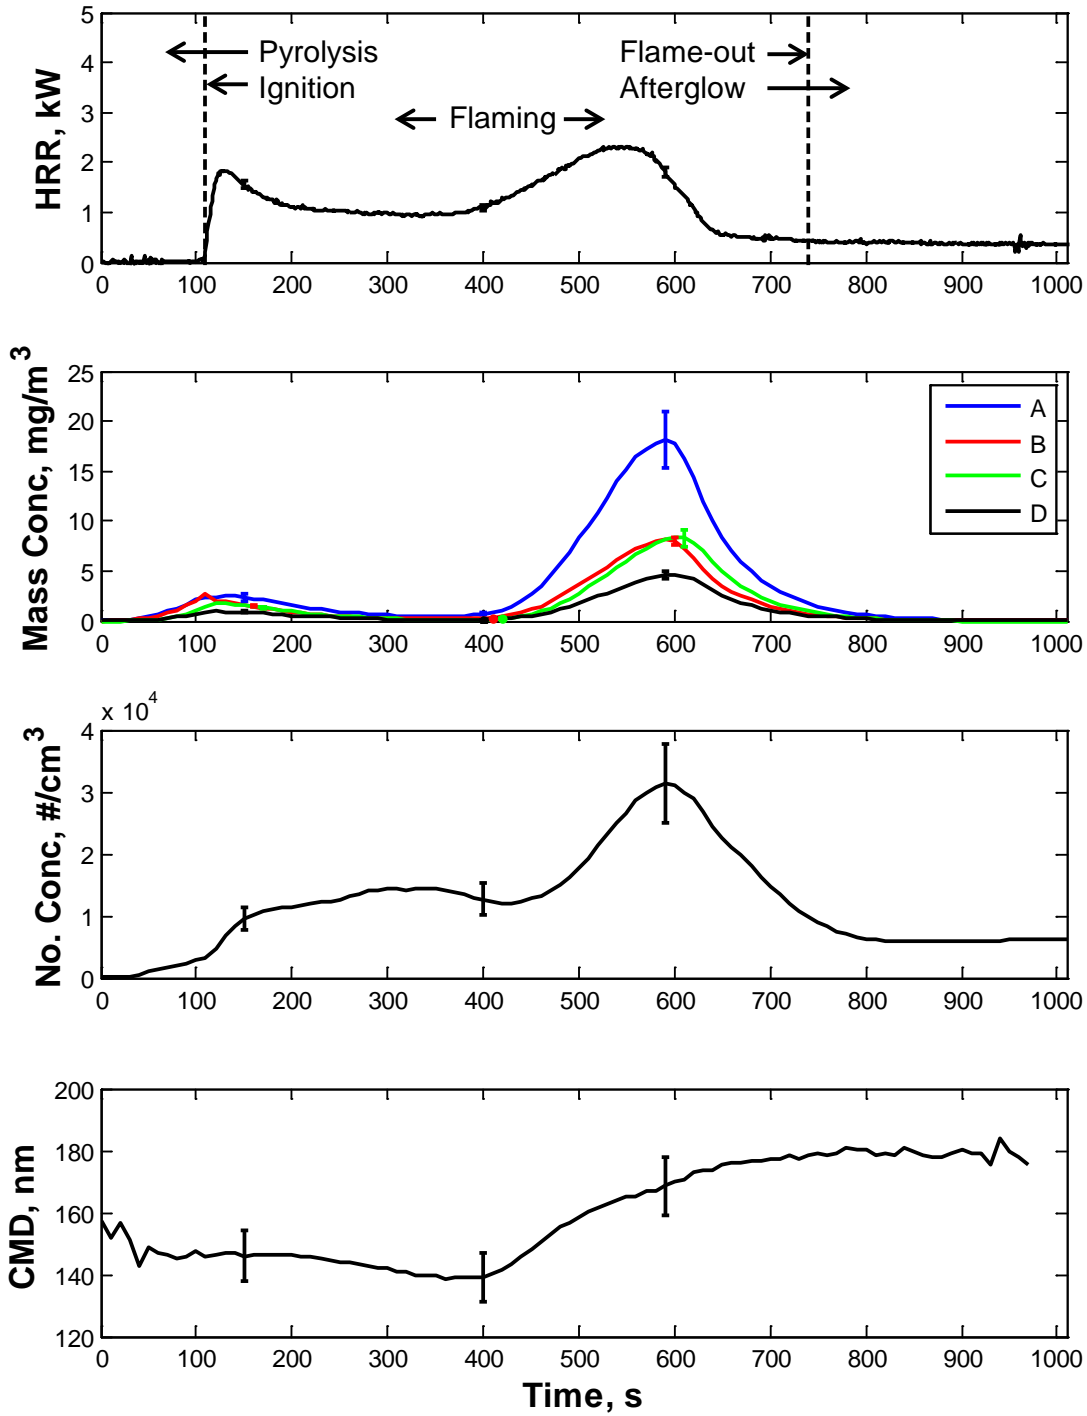 HRR, kW
5
4
3
2
1
0
Pyrolysis
Ignition
Flaming
Flame-out
Afterglow
0 100 200 300 400 500 600 700 800 900 1000
Mass Conc, mg/m³
25
20
15
10
5
0
A
B
C
D
0 100 200 300 400 500 600 700 800 900 1000
x 10⁴
No. Conc, #/cm³
4
3
2
1
0
0 100 200 300 400 500 600 700 800 900 1000
CMD, nm
200
180
160
140
120
0 100 200 300 400 500 600 700 800 900 1000
Time, s